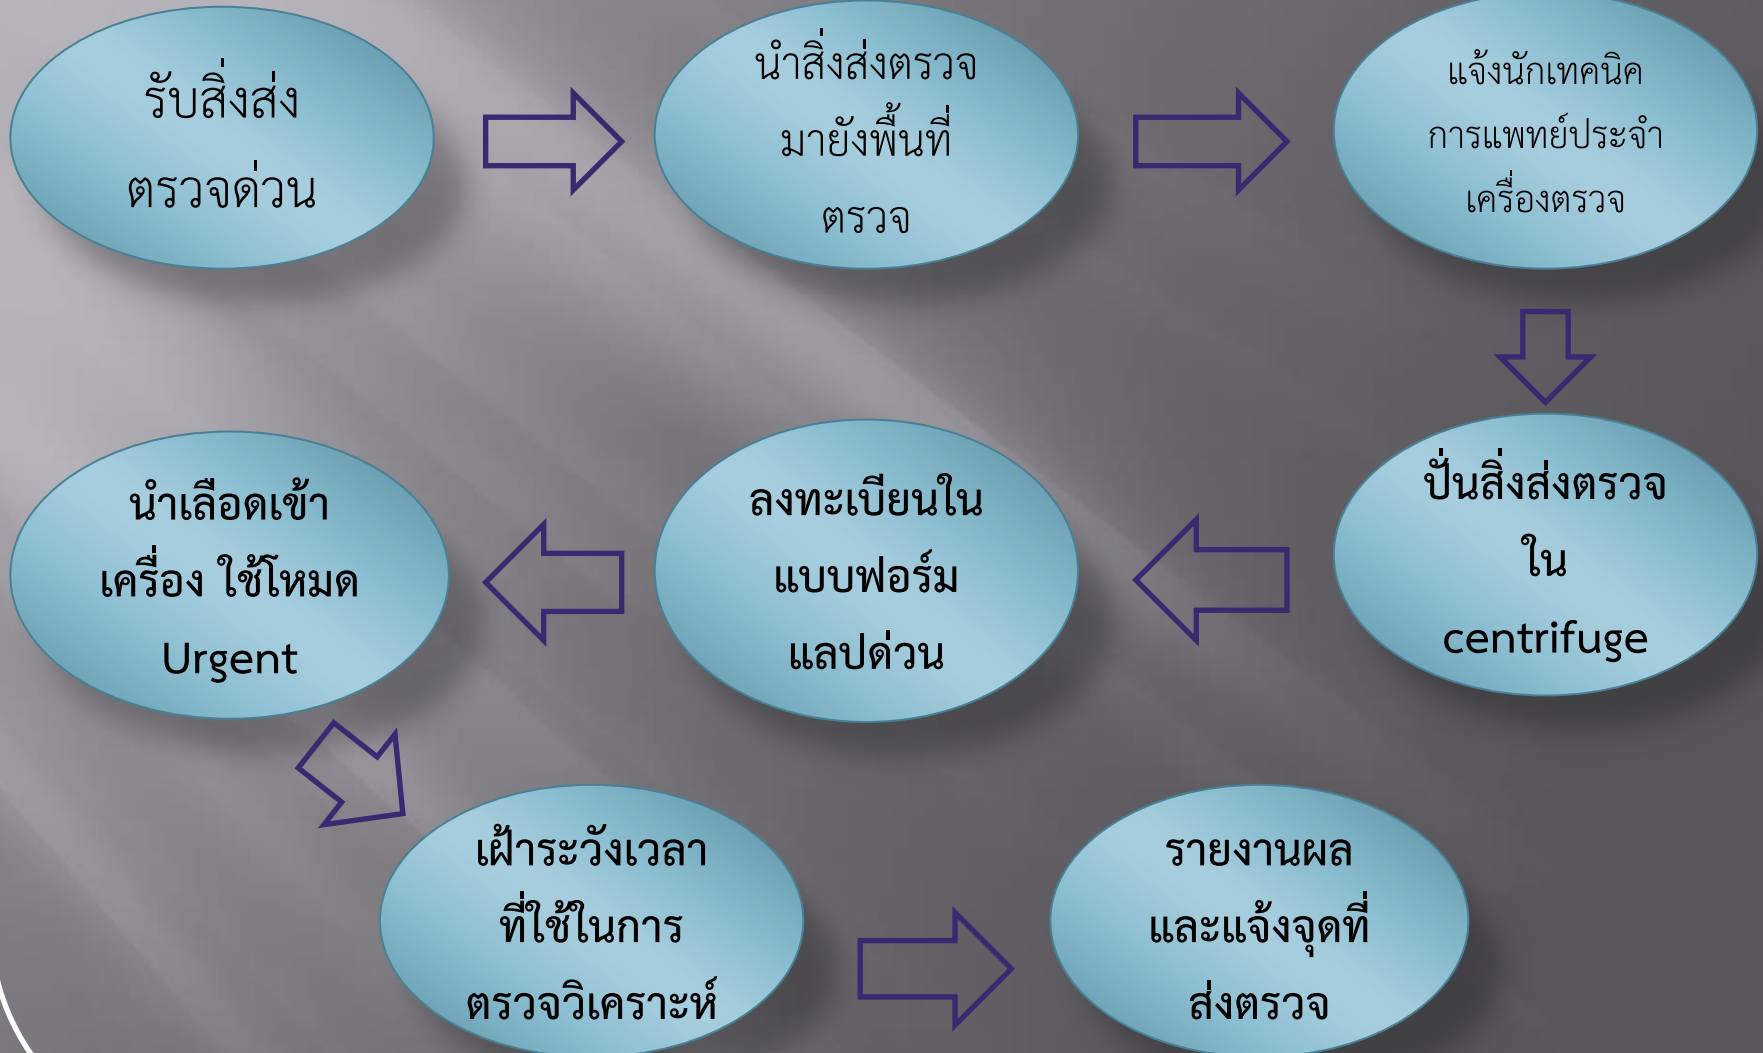 รับสิ่งส่ง
ตรวจด่วน
นำสิ่งส่งตรวจ
มายังพื้นที่
ตรวจ
แจ้งนักเทคนิค
การแพทย์ประจำ
เครื่องตรวจ
ปั่นสิ่งส่งตรวจ
ใน
centrifuge
ลงทะเบียนใน
แบบฟอร์ม
แลปด่วน
นำเลือดเข้า
เครื่อง ใช้โหมด
Urgent
เฝ้าระวังเวลา
ที่ใช้ในการ
ตรวจวิเคราะห์
รายงานผล
และแจ้งจุดที่
ส่งตรวจ